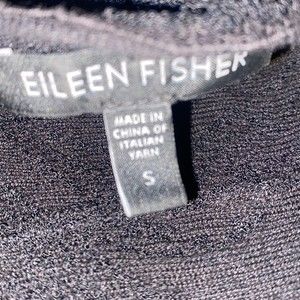 EILEEN FISHER
MADE IN
CHINA OF
ITALIAN
YARN
S